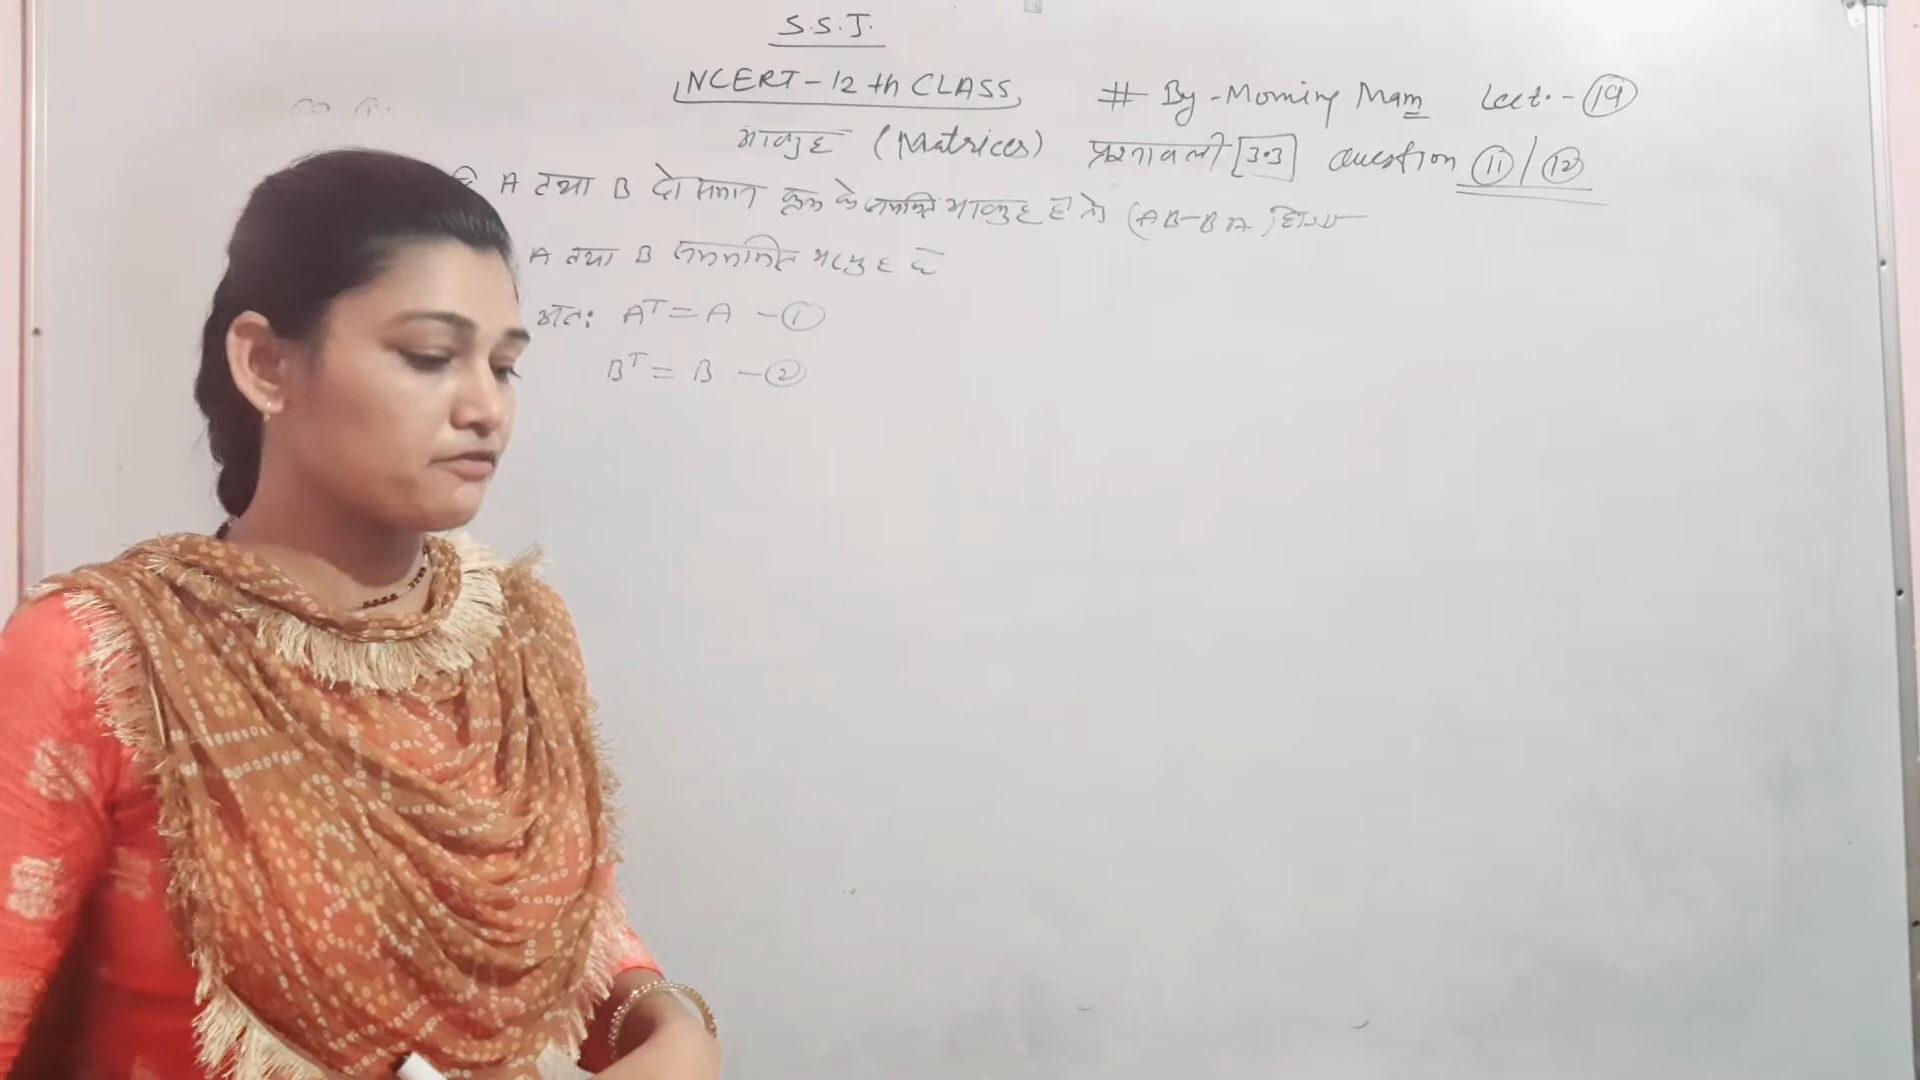 S.S.J.
NCERT - 12 th CLASS # By - Morning Mam Lect. - 19
आव्यूह (Matrices) प्रश्नावली [3.3] Question 11 / 12
A तथा B दो समान क्रम के सममित आव्यूह है तो (AB-BA
A तथा B सममित आव्यूह है
अतः Aᵀ = A - ①
Bᵀ = B - ②